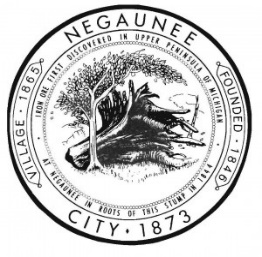 NEGAUNEE
VILLAGE · 1865
FOUNDED · 1846
CITY · 1873
IRON ORE FIRST DISCOVERED IN UPPER PENINSULA OF MICHIGAN
AT NEGAUNEE IN ROOTS OF THIS STUMP IN 1844